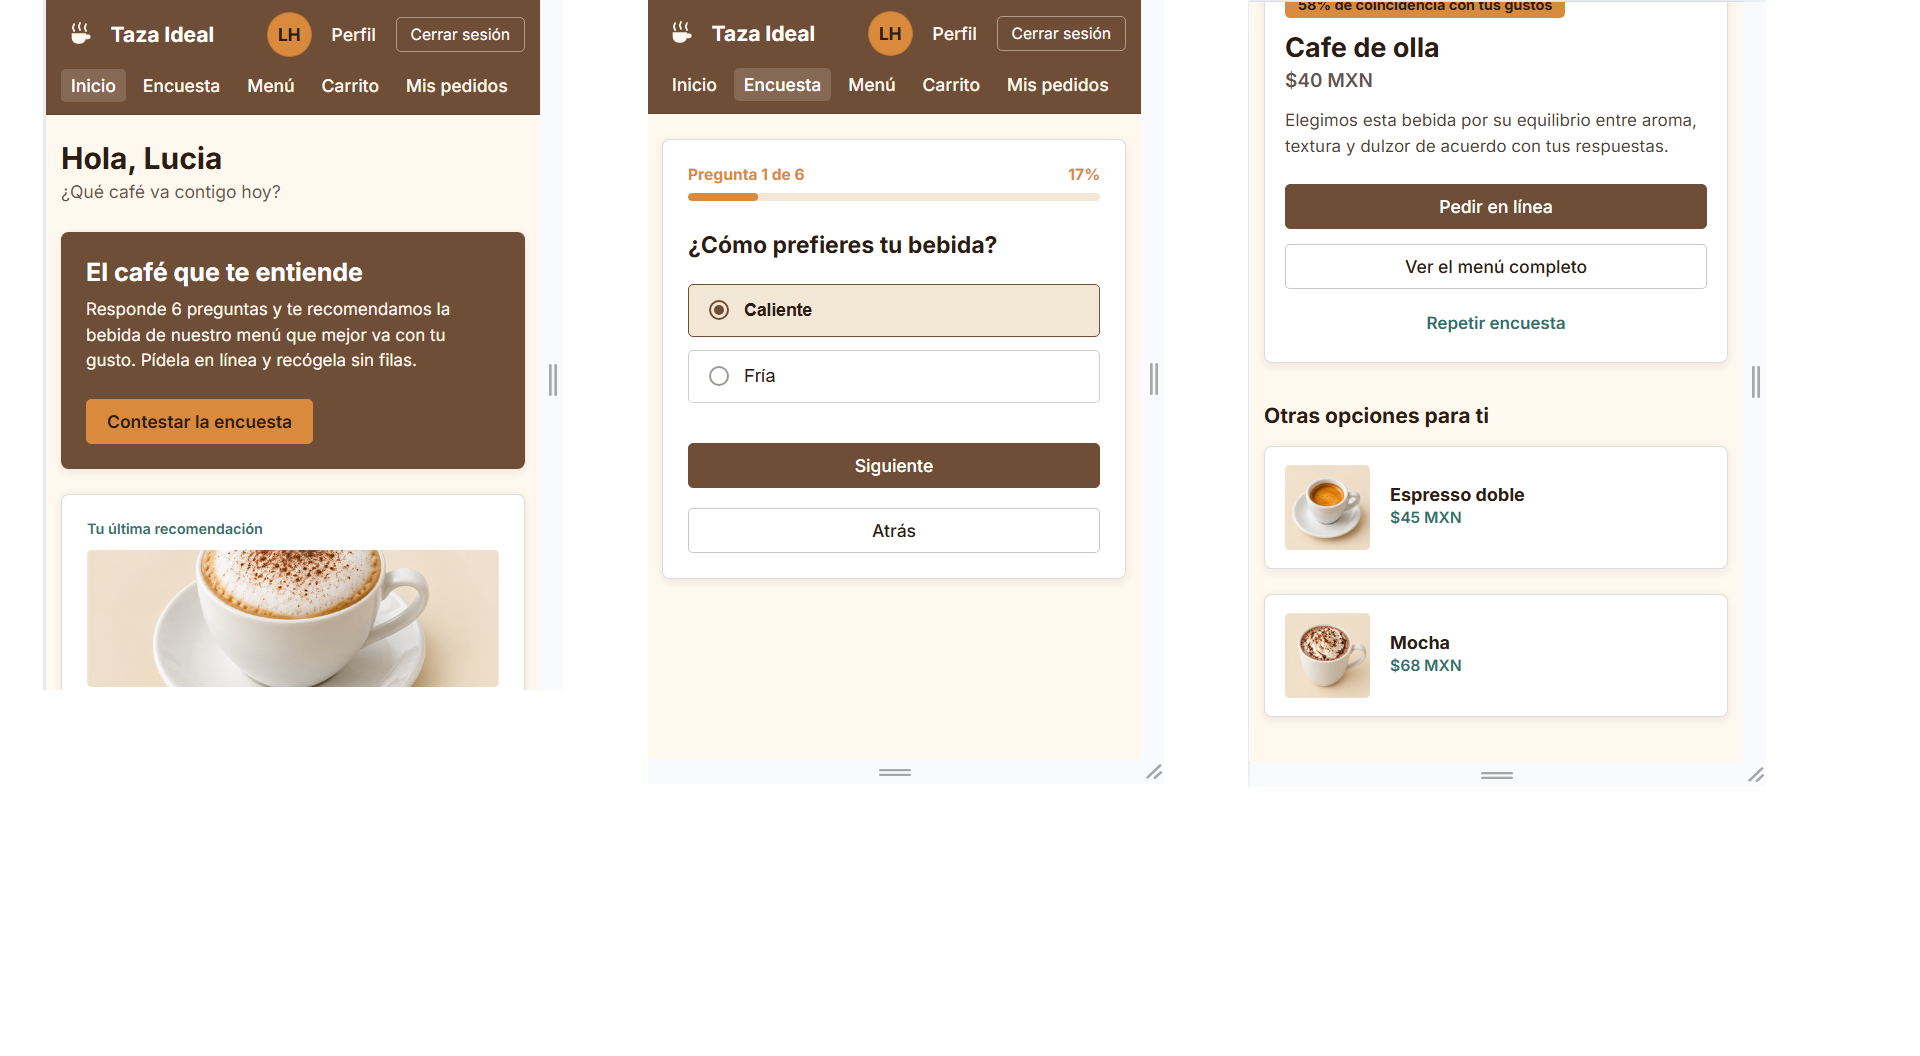 Taza Ideal
LH
Perfil
Cerrar sesión
Inicio
Encuesta
Menú
Carrito
Mis pedidos
Hola, Lucia
¿Qué café va contigo hoy?
El café que te entiende
Responde 6 preguntas y te recomendamos la
bebida de nuestro menú que mejor va con tu
gusto. Pídela en línea y recógela sin filas.
Contestar la encuesta
Tu última recomendación
Taza Ideal
LH
Perfil
Cerrar sesión
Inicio
Encuesta
Menú
Carrito
Mis pedidos
Pregunta 1 de 6
17%
¿Cómo prefieres tu bebida?
Caliente
Fría
Siguiente
Atrás
58% de coincidencia con tus gustos
Cafe de olla
$40 MXN
Elegimos esta bebida por su equilibrio entre aroma,
textura y dulzor de acuerdo con tus respuestas.
Pedir en línea
Ver el menú completo
Repetir encuesta
Otras opciones para ti
Espresso doble
$45 MXN
Mocha
$68 MXN